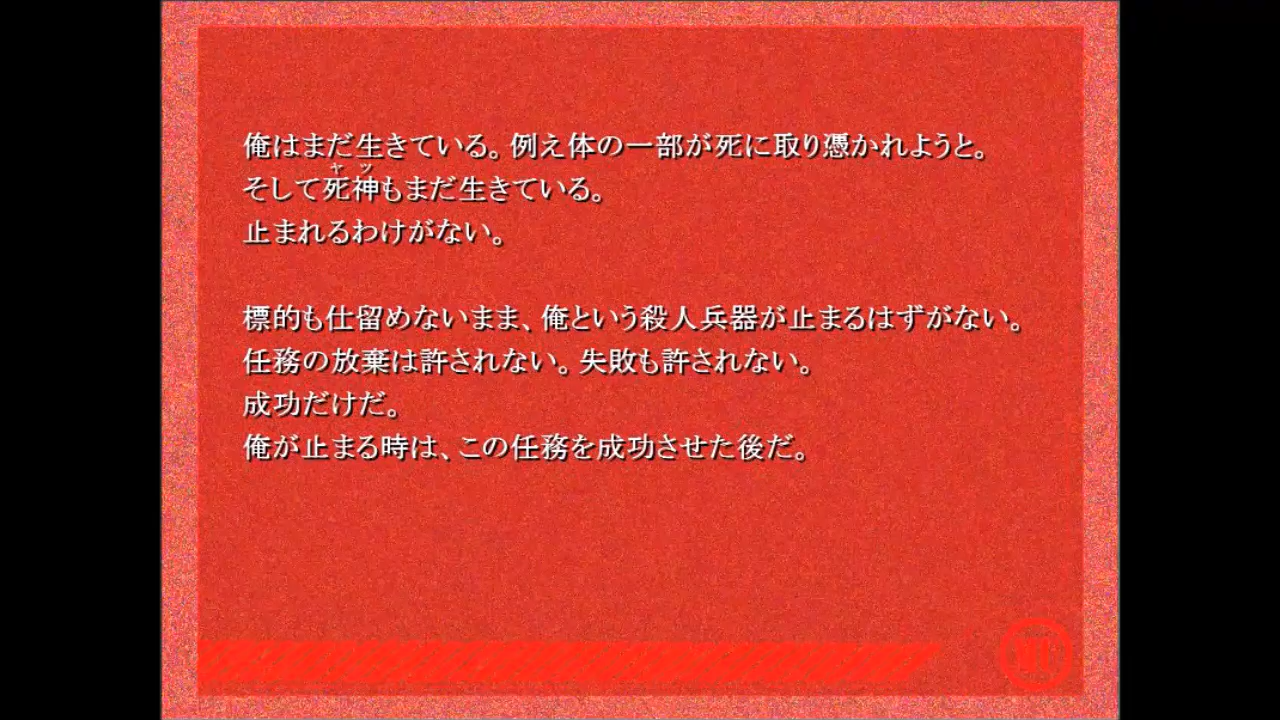 俺はまだ生きている。例え体の一部が死に取り憑かれようと。
ヤツ
そして死神もまだ生きている。
止まれるわけがない。
標的も仕留めないまま、俺という殺人兵器が止まるはずがない。
任務の放棄は許されない。失敗も許されない。
成功だけだ。
俺が止まる時は、この任務を成功させた後だ。